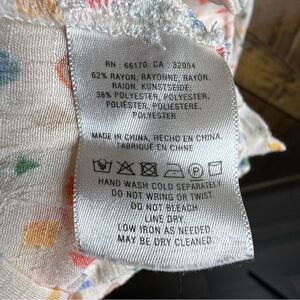 RN : 66170 CA : 32054
62% RAYON, RAYONNE, RAYON,
RAION, KUNSTSEIDE:
38% POLYESTER, POLYESTER,
POLIÉSTER, POLIESTERE,
POLYESTER
MADE IN CHINA, HECHO EN CHINA,
FABRIQUÉ EN CHINE
HAND WASH COLD SEPARATELY
DO NOT WRING OR TWIST
DO NOT BLEACH
LINE DRY
LOW IRON AS NEEDED
MAY BE DRY CLEANED.